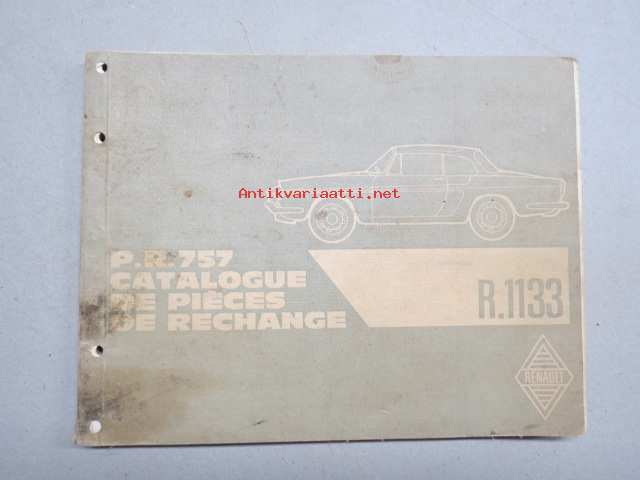 Antikvariaatti.net
P.R.757
CATALOGUE
DE PIÈCES
DE RECHANGE
R.1133
RENAULT